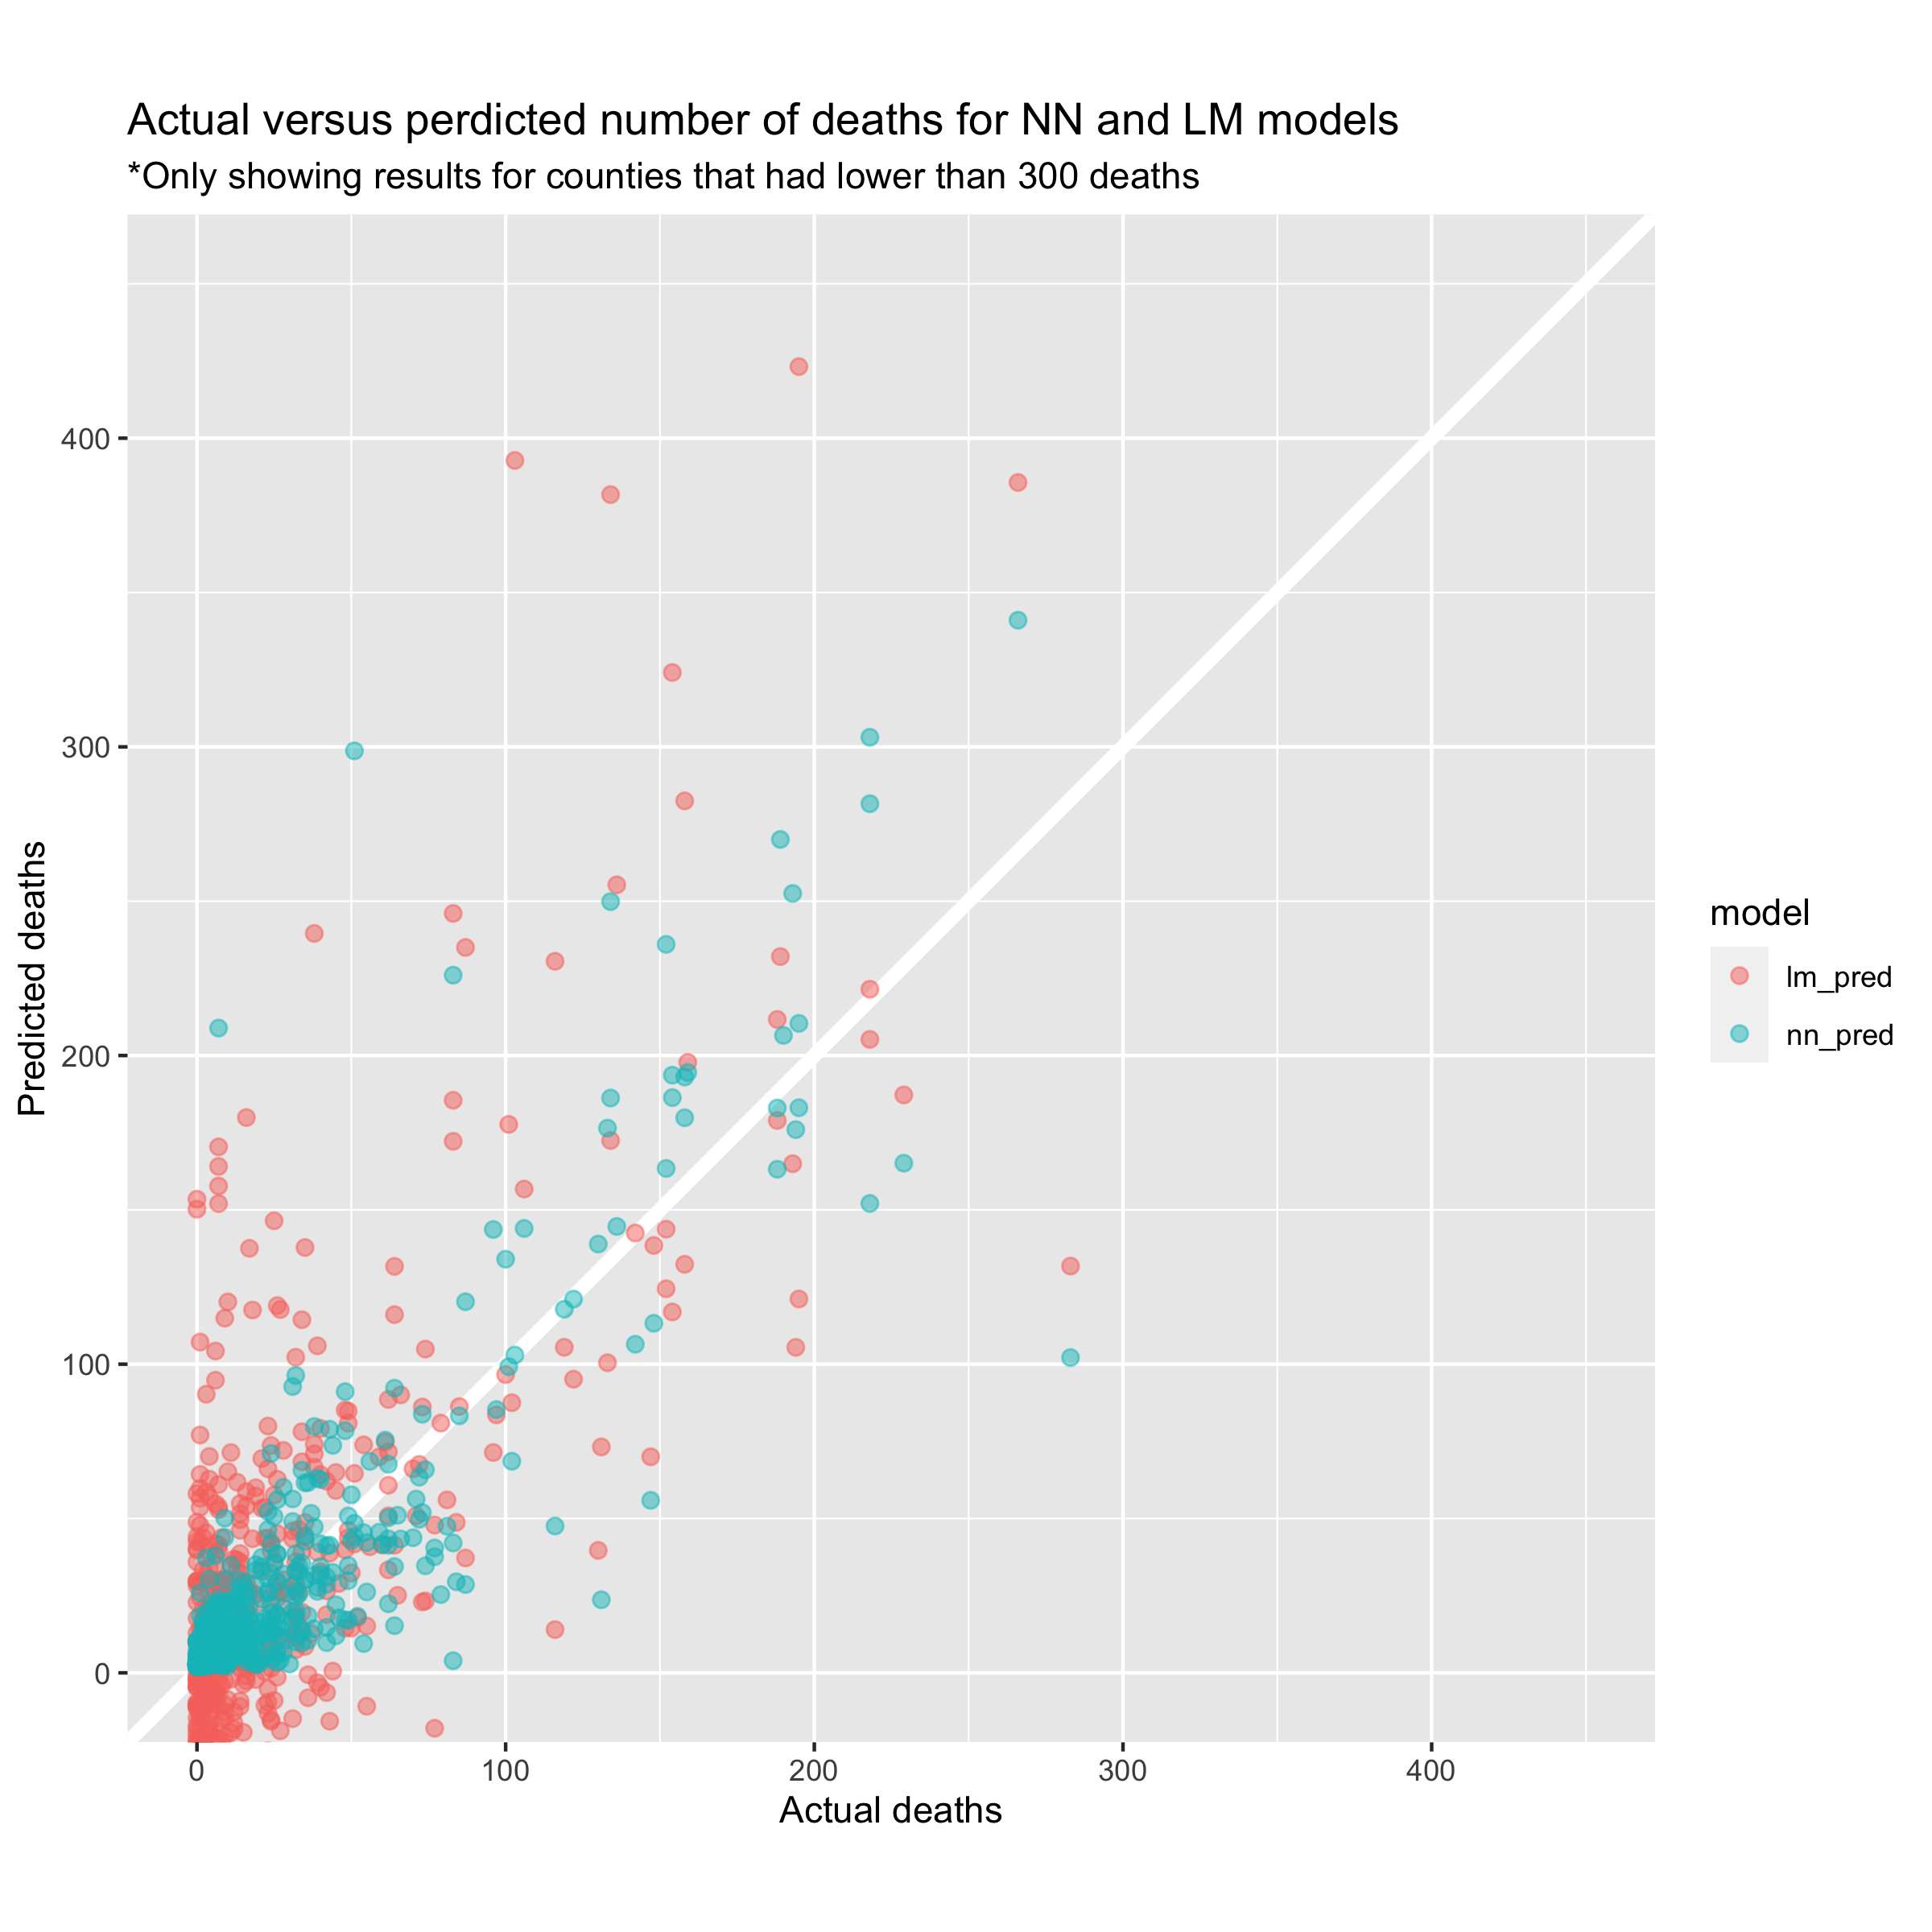 Actual versus perdicted number of deaths for NN and LM models
*Only showing results for counties that had lower than 300 deaths
Predicted deaths
400
300
200
100
0
0
100
200
300
400
Actual deaths
model
lm_pred
nn_pred